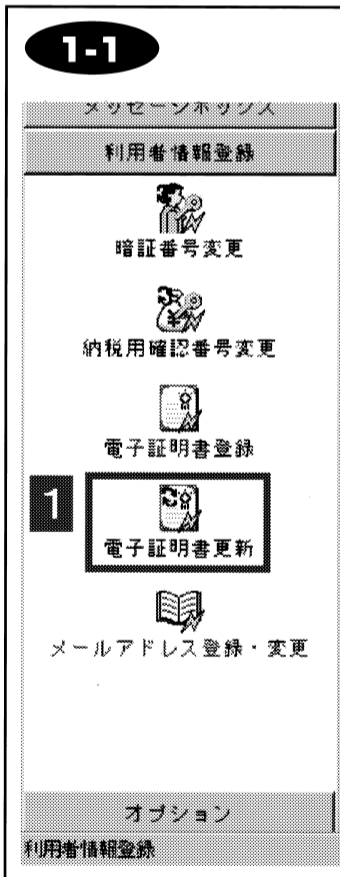 1-1
メッセージボックス
利用者情報登録
暗証番号変更
納税用確認番号変更
電子証明書登録
1
電子証明書更新
メールアドレス登録・変更
オプション
利用者情報登録